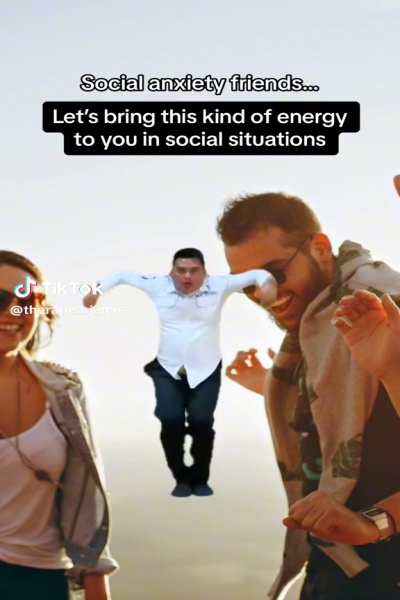 Social anxiety friends...
Let's bring this kind of energy
to you in social situations
TikTok